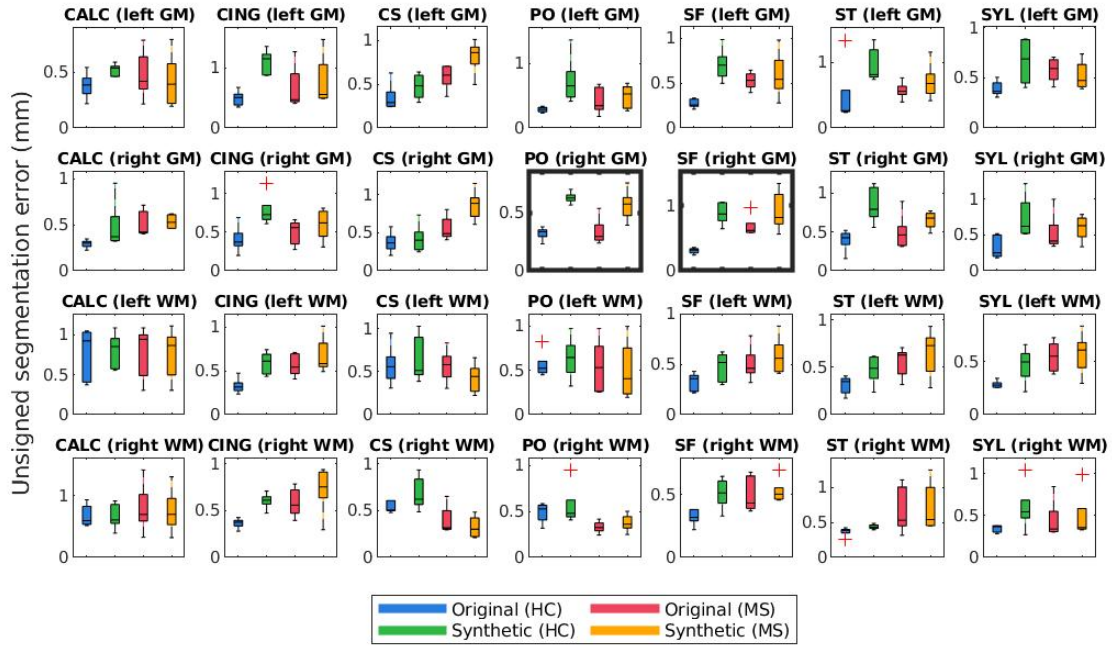 Unsigned segmentation error (mm)
CALC (left GM) CING (left GM) CS (left GM) PO (left GM) SF (left GM) ST (left GM) SYL (left GM)
1 1 1 1 1
0.5 1 0.5 1 0.5 1 0.5
0 0 0 0 0 0 0
CALC (right GM) CING (right GM) CS (right GM) PO (right GM) SF (right GM) ST (right GM) SYL (right GM)
1 1 1 1 1 1
0.5 0.5 0.5 0.5 0.5 0.5
0 0 0 0 0 0 0
CALC (left WM) CING (left WM) CS (left WM) PO (left WM) SF (left WM) ST (left WM) SYL (left WM)
1 1 1 1 1 1
0.5 0.5 0.5 0.5 0.5 0.5 0.5
0 0 0 0 0 0 0
CALC (right WM) CING (right WM) CS (right WM) PO (right WM) SF (right WM) ST (right WM) SYL (right WM)
1 1 1 1 1 1
0.5 0.5 0.5 0.5 0.5 0.5
0 0 0 0 0 0 0
Original (HC) Original (MS)
Synthetic (HC) Synthetic (MS)